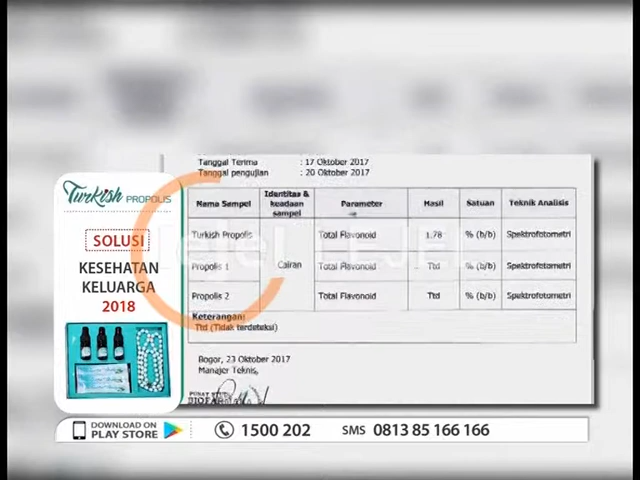 Tanggal Terima : 17 Oktober 2017
Tanggal pengujian : 20 Oktober 2017
Nama Sampel Identitas & keadaan sampel Parameter Hasil Satuan Teknik Analisis
Turkish Propolis Cairan Total Flavonoid 1.78 % (b/b) Spektrofotometri
Propolis 1 Total Flavonoid Ttd % (b/b) Spektrofotometri
Propolis 2 Total Flavonoid Ttd % (b/b) Spektrofotometri
Keterangan:
Ttd (Tidak terdeteksi)
Bogor, 23 Oktober 2017
Manajer Teknis,
Turkish PROPOLIS
SOLUSI
KESEHATAN
KELUARGA
2018
DOWNLOAD ON
PLAY STORE
1500 202
SMS 0813 85 166 166